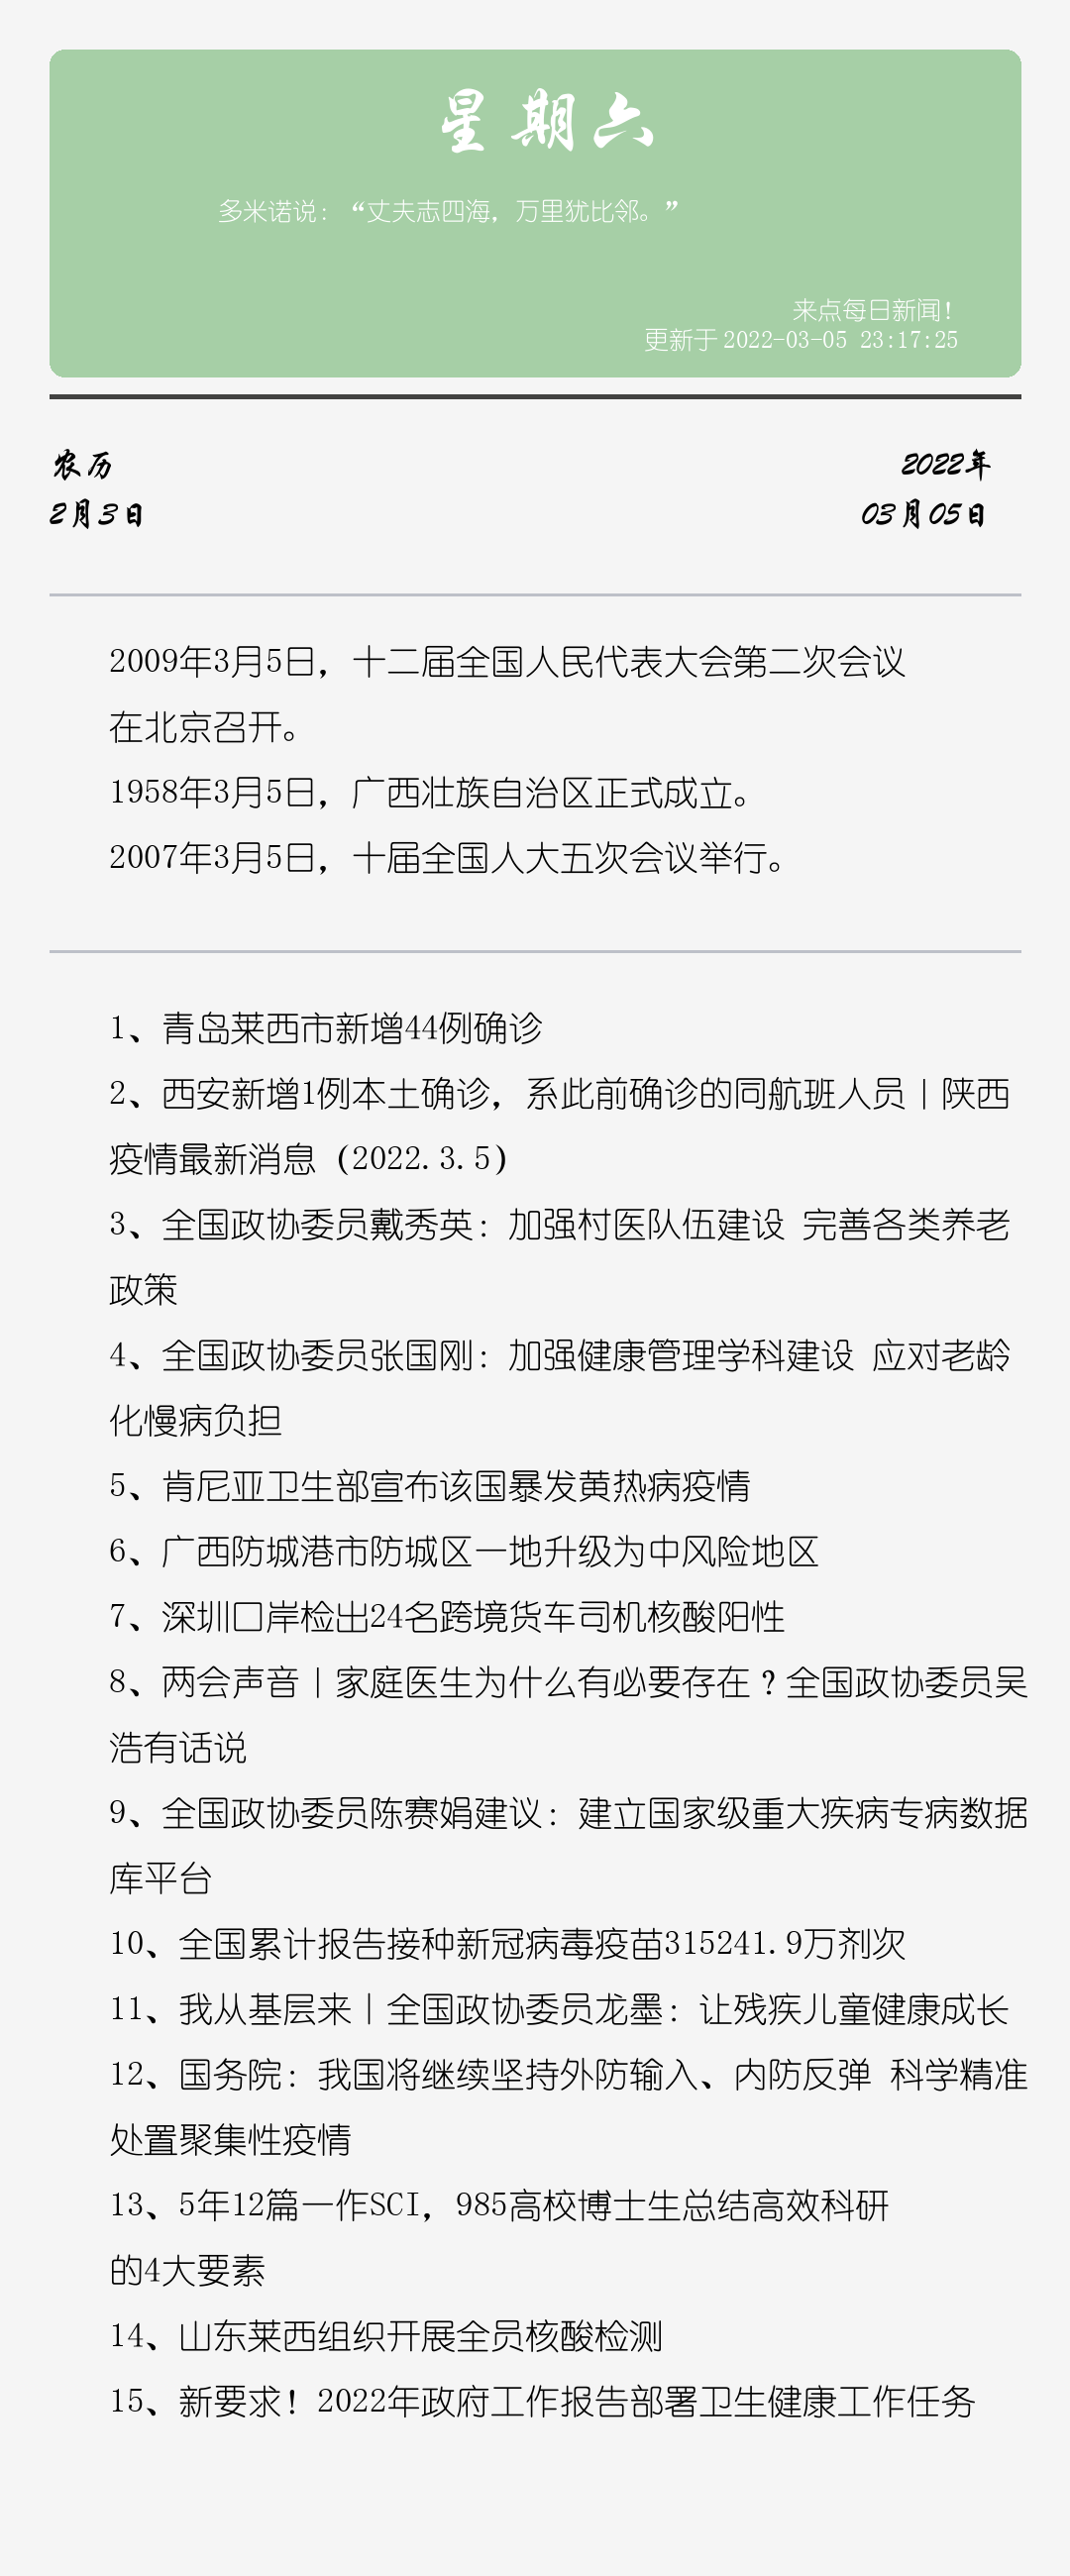 星期六
多米诺说：“丈夫志四海，万里犹比邻。”
来点每日新闻！
更新于 2022-03-05 23:17:25
农历
2022年
2月3日
03月05日
2009年3月5日，十二届全国人民代表大会第二次会议
在北京召开。
1958年3月5日，广西壮族自治区正式成立。
2007年3月5日，十届全国人大五次会议举行。
1、青岛莱西市新增44例确诊
2、西安新增1例本土确诊，系此前确诊的同航班人员｜陕西
疫情最新消息（2022.3.5）
3、全国政协委员戴秀英：加强村医队伍建设 完善各类养老
政策
4、全国政协委员张国刚：加强健康管理学科建设 应对老龄
化慢病负担
5、肯尼亚卫生部宣布该国暴发黄热病疫情
6、广西防城港市防城区一地升级为中风险地区
7、深圳口岸检出24名跨境货车司机核酸阳性
8、两会声音｜家庭医生为什么有必要存在？全国政协委员吴
浩有话说
9、全国政协委员陈赛娟建议：建立国家级重大疾病专病数据
库平台
10、全国累计报告接种新冠病毒疫苗315241.9万剂次
11、我从基层来｜全国政协委员龙墨：让残疾儿童健康成长
12、国务院：我国将继续坚持外防输入、内防反弹 科学精准
处置聚集性疫情
13、5年12篇一作SCI，985高校博士生总结高效科研
的4大要素
14、山东莱西组织开展全员核酸检测
15、新要求！2022年政府工作报告部署卫生健康工作任务